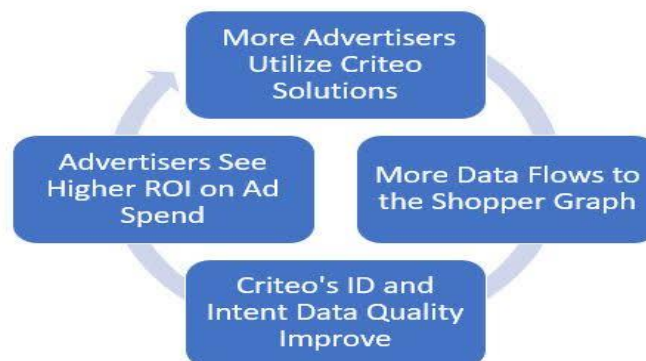 More Advertisers
Utilize Criteo
Solutions
More Data Flows to
the Shopper Graph
Criteo's ID and
Intent Data Quality
Improve
Advertisers See
Higher ROI on Ad
Spend